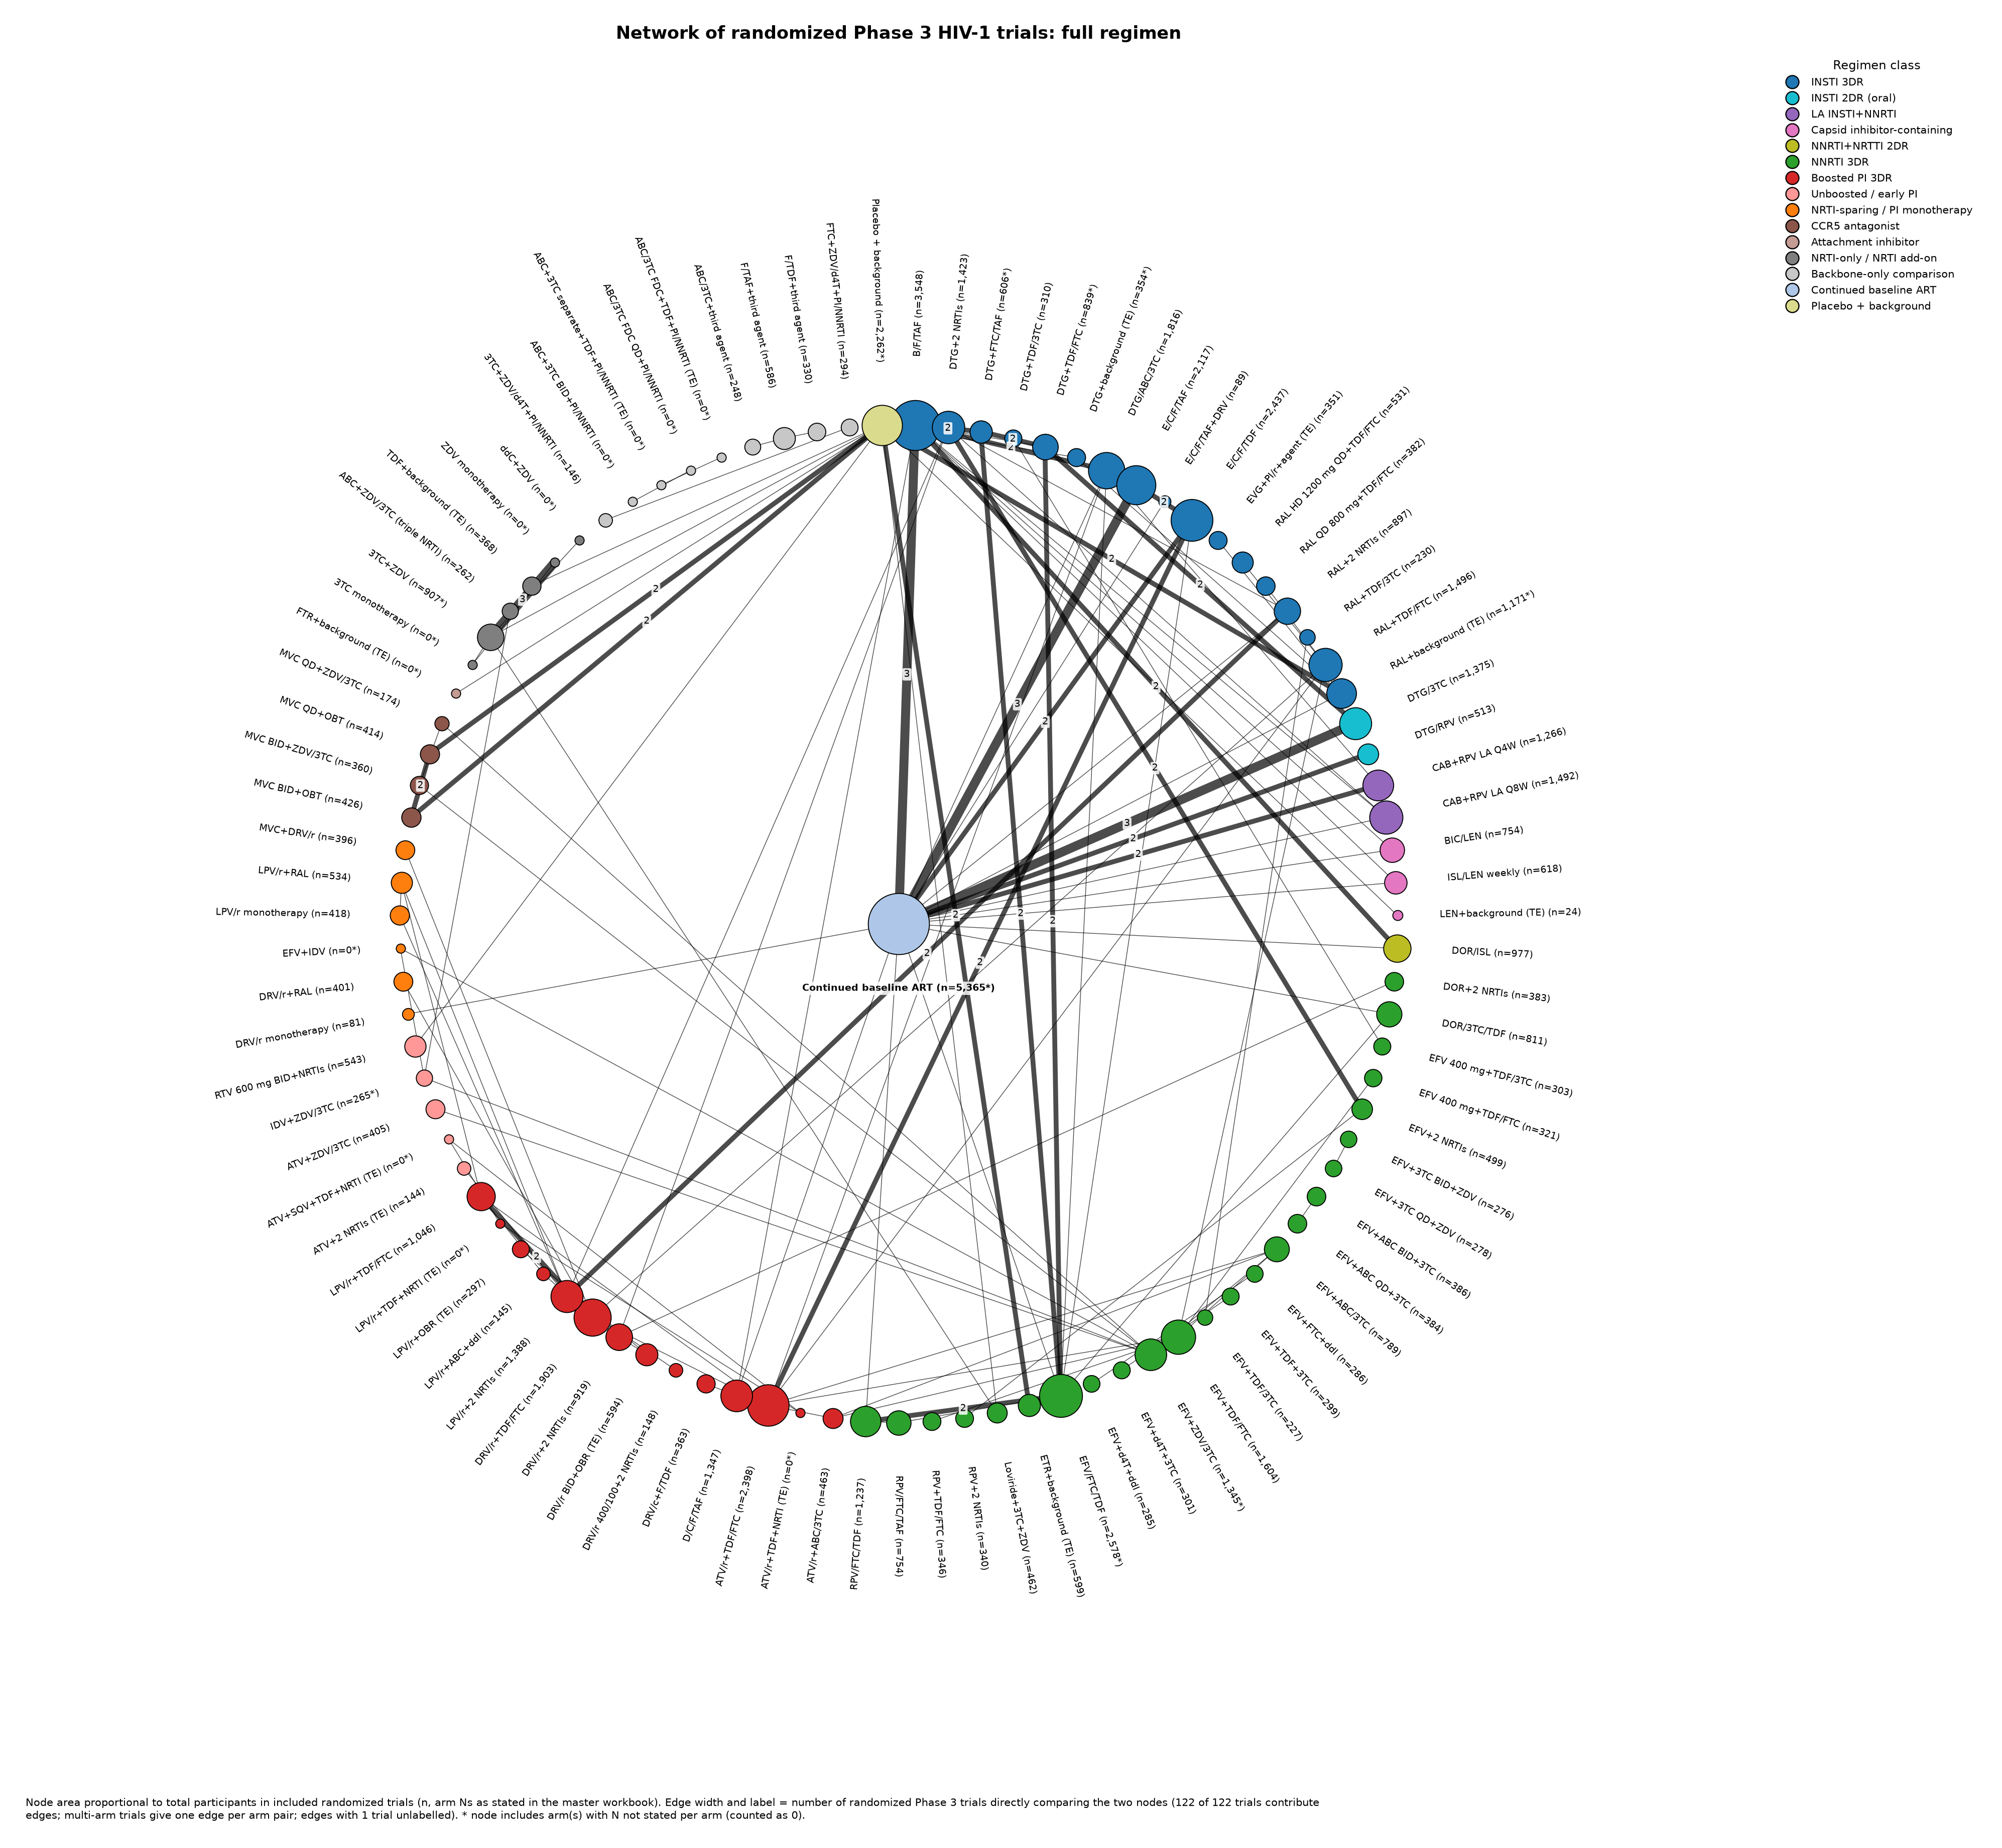 Network of randomized Phase 3 HIV-1 trials: full regimen
Regimen class
INSTI 3DR
INSTI 2DR (oral)
LA INSTI+NNRTI
Capsid inhibitor-containing
NNRTI+NRTTI 2DR
NNRTI 3DR
Boosted PI 3DR
Unboosted / early PI
NRTI-sparing / PI monotherapy
CCR5 antagonist
Attachment inhibitor
NRTI-only / NRTI add-on
Backbone-only comparison
Continued baseline ART
Placebo + background
B/F/TAF (n=3,548)
DTG+2 NRTIs (n=1,423)
DTG+FTC/TAF (n=606*)
DTG+TDF/3TC (n=310)
DTG+TDF/FTC (n=839*)
DTG+background (TE) (n=354*)
DTG/ABC/3TC (n=1,816)
E/C/F/TAF (n=2,117)
E/C/F/TAF+DRV (n=89)
E/C/F/TDF (n=2,437)
EVG+PI/r+agent (TE) (n=351)
RAL HD 1200 mg QD+TDF/FTC (n=531)
RAL QD 800 mg+TDF/FTC (n=382)
RAL+2 NRTIs (n=897)
RAL+TDF/3TC (n=230)
RAL+TDF/FTC (n=1,496)
RAL+background (TE) (n=1,171*)
DTG/3TC (n=1,375)
DTG/RPV (n=513)
CAB+RPV LA Q4W (n=1,266)
CAB+RPV LA Q8W (n=1,492)
BIC/LEN (n=754)
ISL/LEN weekly (n=618)
LEN+background (TE) (n=24)
DOR/ISL (n=977)
DOR+2 NRTIs (n=383)
DOR/3TC/TDF (n=811)
EFV 400 mg+TDF/3TC (n=303)
EFV 400 mg+TDF/FTC (n=321)
EFV+2 NRTIs (n=499)
EFV+3TC BID+ZDV (n=276)
EFV+3TC QD+ZDV (n=278)
EFV+ABC BID+3TC (n=386)
EFV+ABC QD+3TC (n=384)
EFV+ABC/3TC (n=789)
EFV+FTC+ddI (n=286)
EFV+TDF+3TC (n=299)
EFV+TDF/3TC (n=227)
EFV+TDF/FTC (n=1,604)
EFV+ZDV/3TC (n=1,345*)
EFV+d4T+3TC (n=301)
EFV+d4T+ddI (n=285)
EFV/FTC/TDF (n=2,578*)
ETR+background (TE) (n=599)
Loviride+3TC+ZDV (n=462)
RPV+2 NRTIs (n=340)
RPV+TDF/FTC (n=346)
RPV/FTC/TAF (n=754)
RPV/FTC/TDF (n=1,237)
ATV/r+ABC/3TC (n=463)
ATV/r+TDF+NRTI (TE) (n=0*)
ATV/r+TDF/FTC (n=2,398)
D/C/F/TAF (n=1,347)
DRV/c+F/TDF (n=363)
DRV/r 400/100+2 NRTIs (n=148)
DRV/r BID+OBR (TE) (n=594)
DRV/r+2 NRTIs (n=919)
DRV/r+TDF/FTC (n=1,903)
LPV/r+2 NRTIs (n=1,388)
LPV/r+ABC+ddI (n=145)
LPV/r+OBR (TE) (n=297)
LPV/r+TDF+NRTI (TE) (n=0*)
LPV/r+TDF/FTC (n=1,046)
ATV+2 NRTIs (TE) (n=144)
ATV+SQV+TDF+NRTI (TE) (n=0*)
ATV+ZDV/3TC (n=405)
IDV+ZDV/3TC (n=265*)
RTV 600 mg BID+NRTIs (n=543)
DRV/r monotherapy (n=81)
DRV/r+RAL (n=401)
EFV+IDV (n=0*)
LPV/r monotherapy (n=418)
LPV/r+RAL (n=534)
MVC+DRV/r (n=396)
MVC BID+OBT (n=426)
MVC BID+ZDV/3TC (n=360)
MVC QD+OBT (n=414)
MVC QD+ZDV/3TC (n=174)
FTR+background (TE) (n=0*)
3TC monotherapy (n=0*)
3TC+ZDV (n=907*)
ABC+ZDV/3TC (triple NRTI) (n=262)
TDF+background (TE) (n=368)
ZDV monotherapy (n=0*)
ddC+ZDV (n=0*)
3TC+ZDV/d4T+PI/NNRTI (n=146)
ABC+3TC BID+PI/NNRTI (n=0*)
ABC+3TC separate+TDF+PI/NNRTI (TE) (n=0*)
ABC/3TC FDC QD+PI/NNRTI (n=0*)
ABC/3TC FDC+TDF+PI/NNRTI (TE) (n=0*)
ABC/3TC+third agent (n=248)
F/TAF+third agent (n=586)
F/TDF+third agent (n=330)
FTC+ZDV/d4T+PI/NNRTI (n=294)
Placebo + background (n=2,262*)
2
2
2
2
2
2
3
2
2
3
2
3
2
2
2
3
2
2
2
2
2
2
2
2
2
2
2
Continued baseline ART (n=5,365*)
Node area proportional to total participants in included randomized trials (n, arm Ns as stated in the master workbook). Edge width and label = number of randomized Phase 3 trials directly comparing the two nodes (122 of 122 trials contribute
edges; multi-arm trials give one edge per arm pair; edges with 1 trial unlabelled). * node includes arm(s) with N not stated per arm (counted as 0).